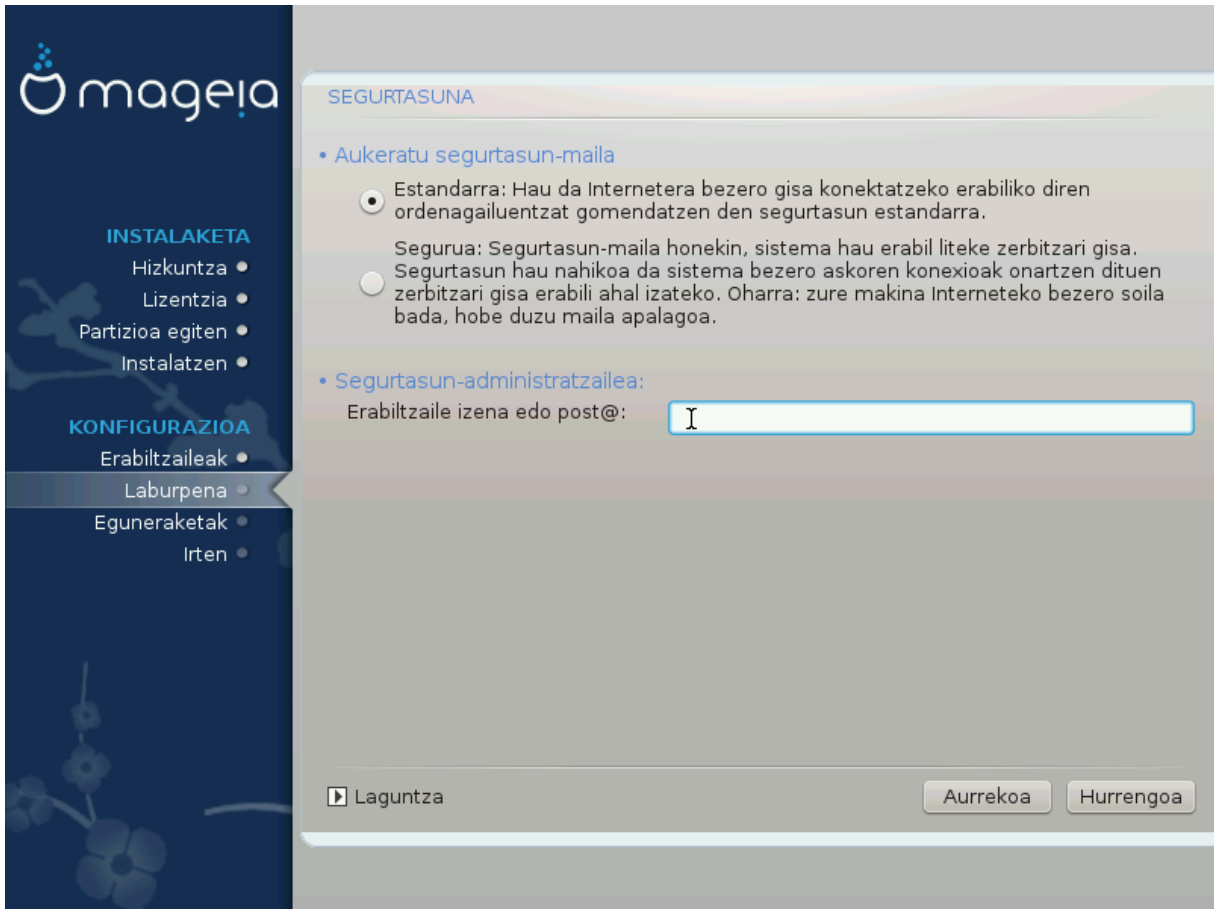 mageia
INSTALAKETA
Hizkuntza
Lizentzia
Partizioa egiten
Instalatzen
KONFIGURAZIOA
Erabiltzaileak
Laburpena
Eguneraketak
Irten
SEGURTASUNA
• Aukeratu segurtasun-maila
Estandarra: Hau da Internetera bezero gisa konektatzeko erabiliko diren
ordenagailuentzat gomendatzen den segurtasun estandarra.
Segurua: Segurtasun-maila honekin, sistema hau erabil liteke zerbitzari gisa.
Segurtasun hau nahikoa da sistema bezero askoren konexioak onartzen dituen
zerbitzari gisa erabili ahal izateko. Oharra: zure makina Interneteko bezero soila
bada, hobe duzu maila apalagoa.
• Segurtasun-administratzailea:
Erabiltzaile izena edo post@:
Laguntza
Aurrekoa
Hurrengoa